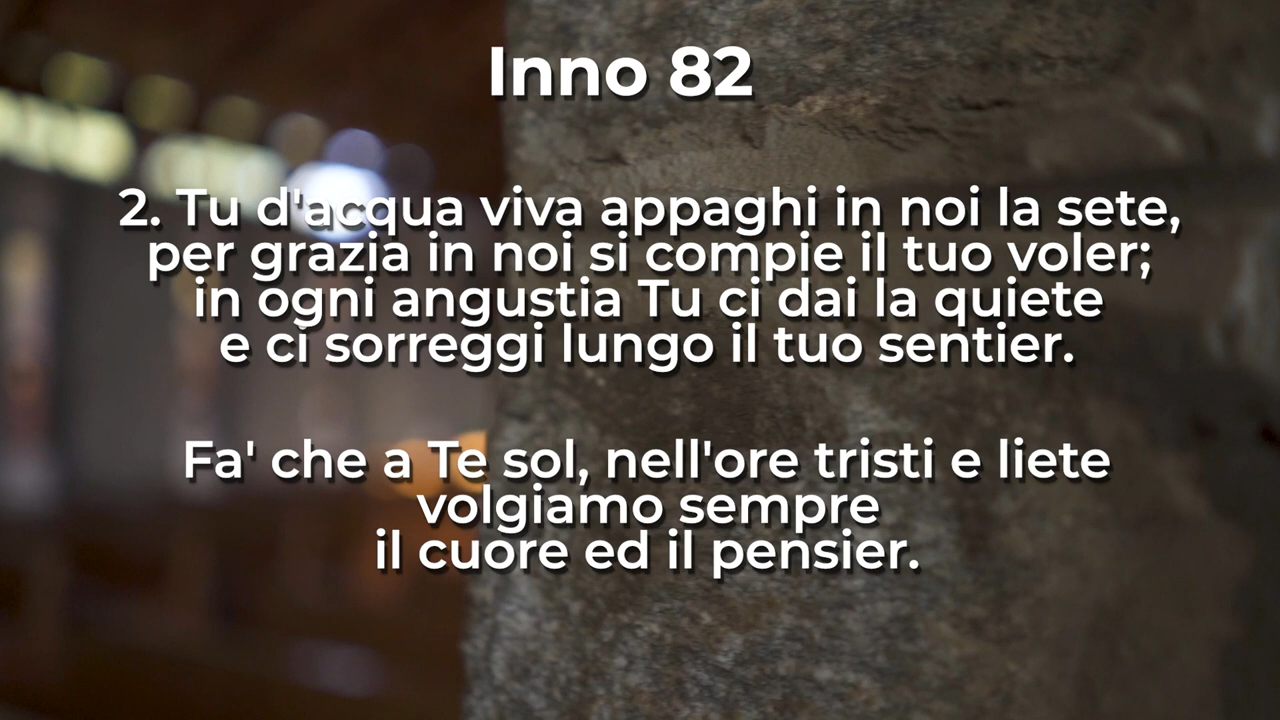 Inno 82
2. Tu d'acqua viva appaghi in noi la sete,
per grazia in noi si compie il tuo voler;
in ogni angustia Tu ci dai la quiete
e ci sorreggi lungo il tuo sentier.
Fa' che a Te sol, nell'ore tristi e liete
volgiamo sempre
il cuore ed il pensier.